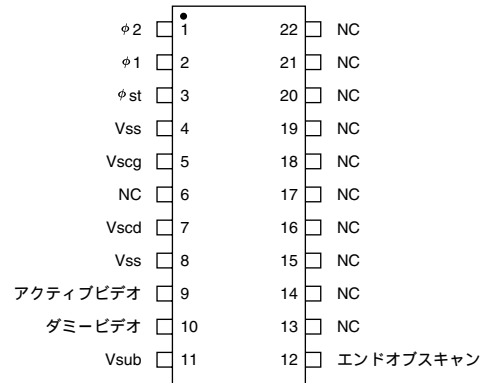 φ2 1 22 NC
φ1 2 21 NC
φst 3 20 NC
Vss 4 19 NC
Vscg 5 18 NC
NC 6 17 NC
Vscd 7 16 NC
Vss 8 15 NC
アクティブビデオ 9 14 NC
ダミービデオ 10 13 NC
Vsub 11 12 エンドオブスキャン